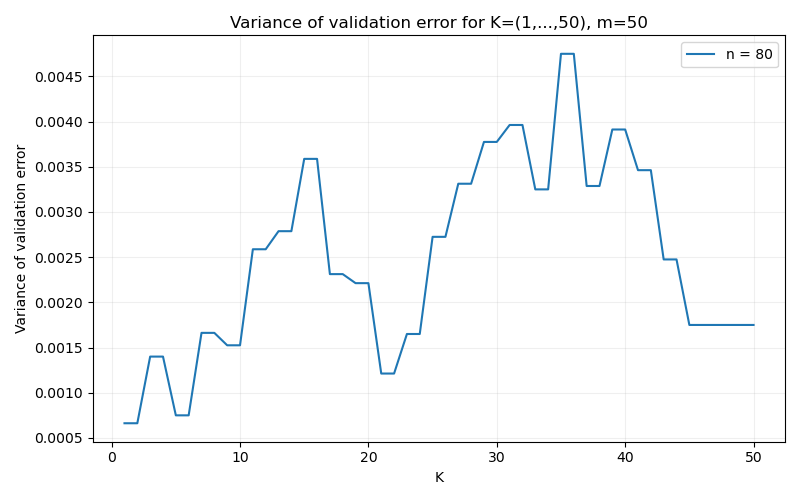 Variance of validation error for K=(1,...,50), m=50
n = 80
Variance of validation error
0.0045
0.0040
0.0035
0.0030
0.0025
0.0020
0.0015
0.0010
0.0005
0 10 20 30 40 50
K